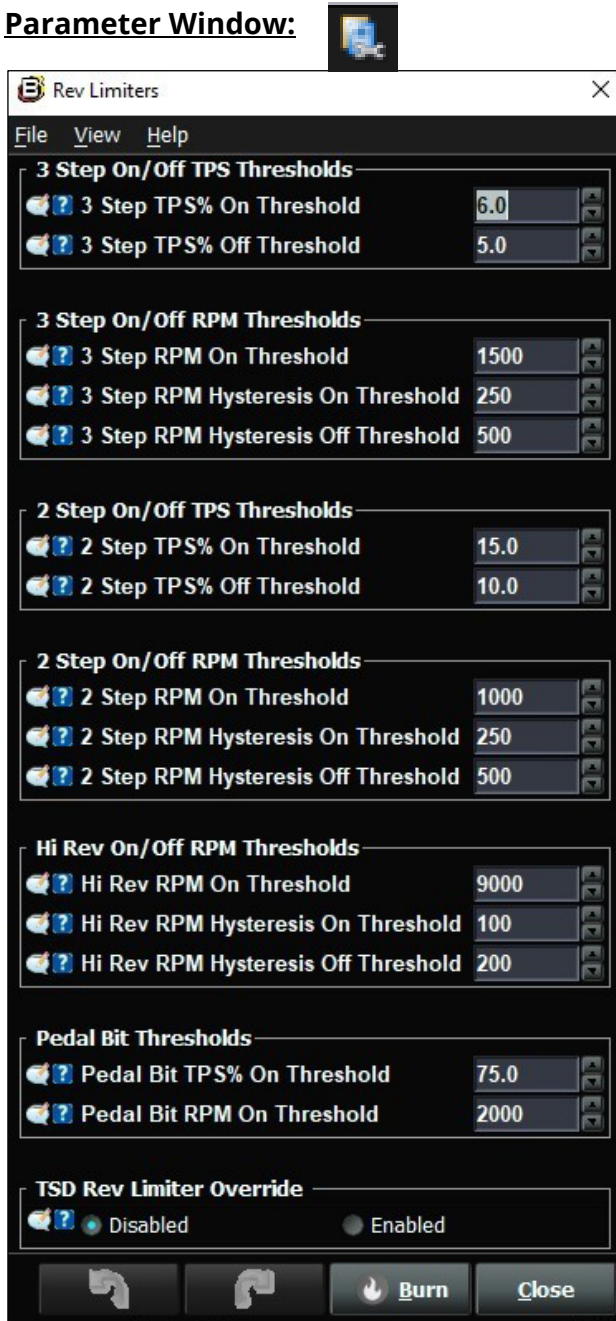 Parameter Window:
Rev Limiters
File View Help
3 Step On/Off TPS Thresholds
3 Step TPS% On Threshold 6.0
3 Step TPS% Off Threshold 5.0
3 Step On/Off RPM Thresholds
3 Step RPM On Threshold 1500
3 Step RPM Hysteresis On Threshold 250
3 Step RPM Hysteresis Off Threshold 500
2 Step On/Off TPS Thresholds
2 Step TPS% On Threshold 15.0
2 Step TPS% Off Threshold 10.0
2 Step On/Off RPM Thresholds
2 Step RPM On Threshold 1000
2 Step RPM Hysteresis On Threshold 250
2 Step RPM Hysteresis Off Threshold 500
Hi Rev On/Off RPM Thresholds
Hi Rev RPM On Threshold 9000
Hi Rev RPM Hysteresis On Threshold 100
Hi Rev RPM Hysteresis Off Threshold 200
Pedal Bit Thresholds
Pedal Bit TPS% On Threshold 75.0
Pedal Bit RPM On Threshold 2000
TSD Rev Limiter Override
Disabled Enabled
Burn Close